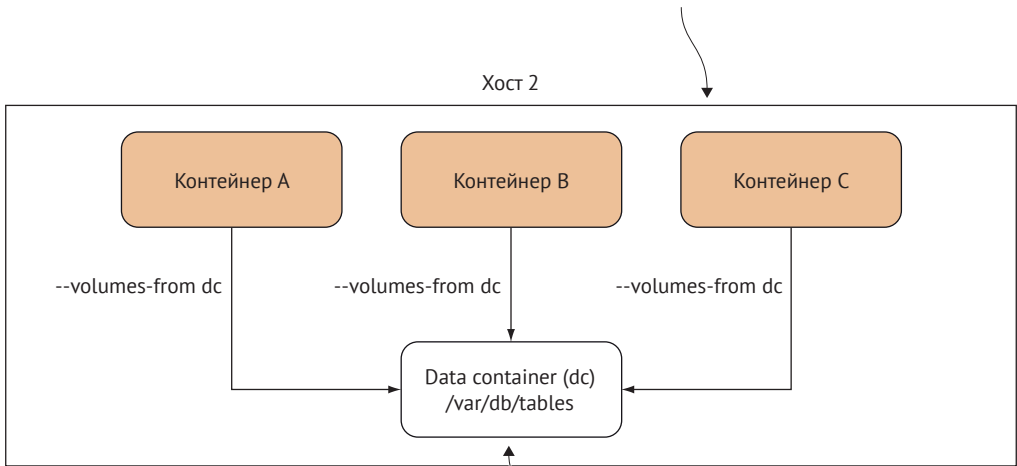 Хост 2
Контейнер A
Контейнер B
Контейнер C
--volumes-from dc
--volumes-from dc
--volumes-from dc
Data container (dc)
/var/db/tables